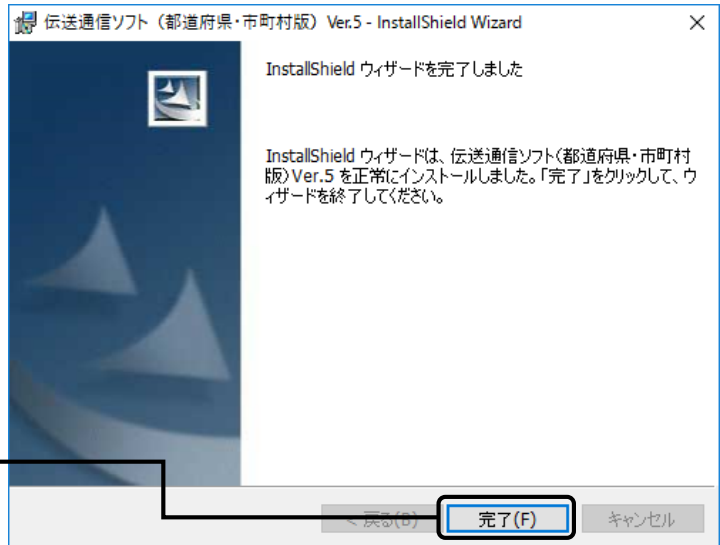 伝送通信ソフト（都道府県・市町村版）Ver.5 - InstallShield Wizard
InstallShield ウィザードを完了しました
InstallShield ウィザードは、伝送通信ソフト（都道府県・市町村
版）Ver.5 を正常にインストールしました。「完了」をクリックして、ウ
ィザードを終了してください。
< 戻る(B) 完了(F) キャンセル